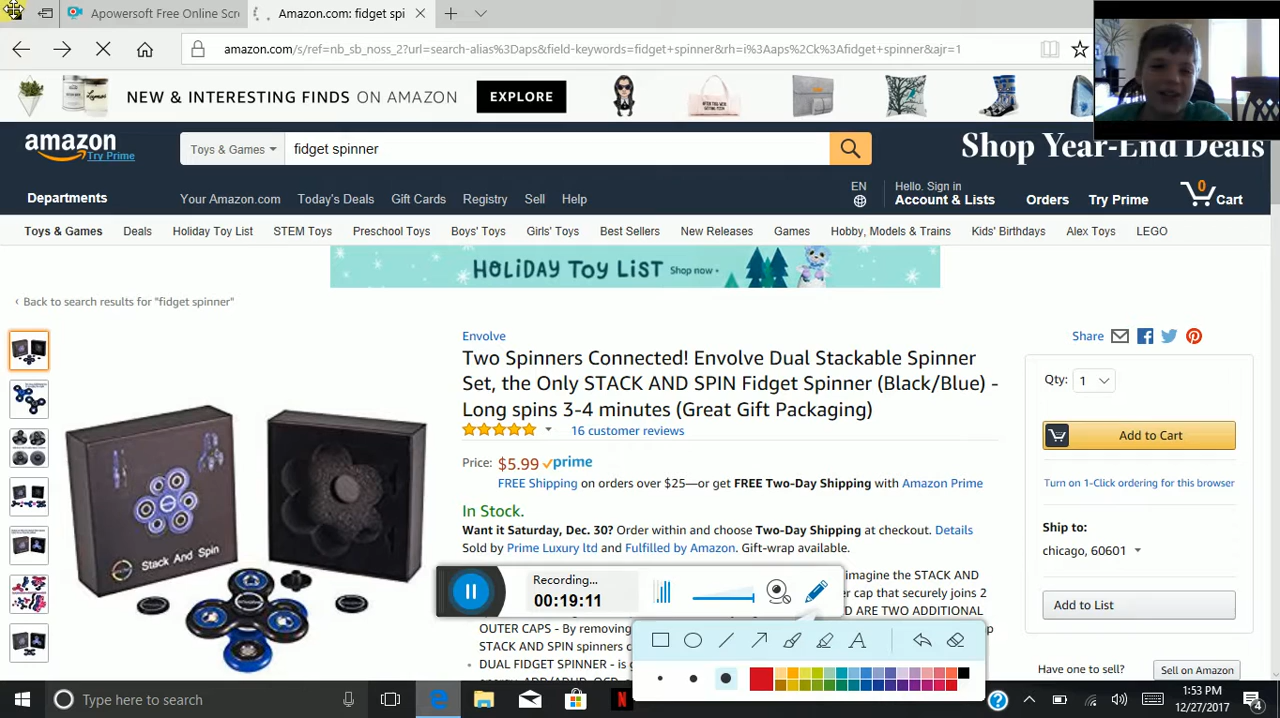 Apowersoft Free Online Scr
Amazon.com: fidget spi
amazon.com/s/ref=nb_sb_noss_2?url=search-alias%3Daps&field-keywords=fidget+spinner&rh=i%3Aaps%2Ck%3Afidget+spinner&ajr=1
NEW & INTERESTING FINDS ON AMAZON
EXPLORE
amazon
Try Prime
Toys & Games
fidget spinner
Shop Year-End Deals
Departments
Your Amazon.com
Today's Deals
Gift Cards
Registry
Sell
Help
EN
Hello. Sign in
Account & Lists
Orders
Try Prime
0
Cart
Toys & Games
Deals
Holiday Toy List
STEM Toys
Preschool Toys
Boys' Toys
Girls' Toys
Best Sellers
New Releases
Games
Hobby, Models & Trains
Kids' Birthdays
Alex Toys
LEGO
HOLIDAY TOY LIST Shop now
‹ Back to search results for "fidget spinner"
Envolve
Two Spinners Connected! Envolve Dual Stackable Spinner
Set, the Only STACK AND SPIN Fidget Spinner (Black/Blue) -
Long spins 3-4 minutes (Great Gift Packaging)
16 customer reviews
Price: $5.99 prime
FREE Shipping on orders over $25—or get FREE Two-Day Shipping with Amazon Prime
In Stock.
Want it Saturday, Dec. 30? Order within and choose Two-Day Shipping at checkout. Details
Sold by Prime Luxury ltd and Fulfilled by Amazon. Gift-wrap available.
imagine the STACK AND
er cap that securely joins 2
ARE TWO ADDITIONAL
OUTER CAPS - By removing
STACK AND SPIN spinners
DUAL FIDGET SPINNER - is
Stack And Spin
Share
Qty: 1
Add to Cart
Turn on 1-Click ordering for this browser
Ship to:
chicago, 60601
Add to List
Have one to sell?
Sell on Amazon
Recording...
00:19:11
A
Type here to search
1:53 PM
12/27/2017
4